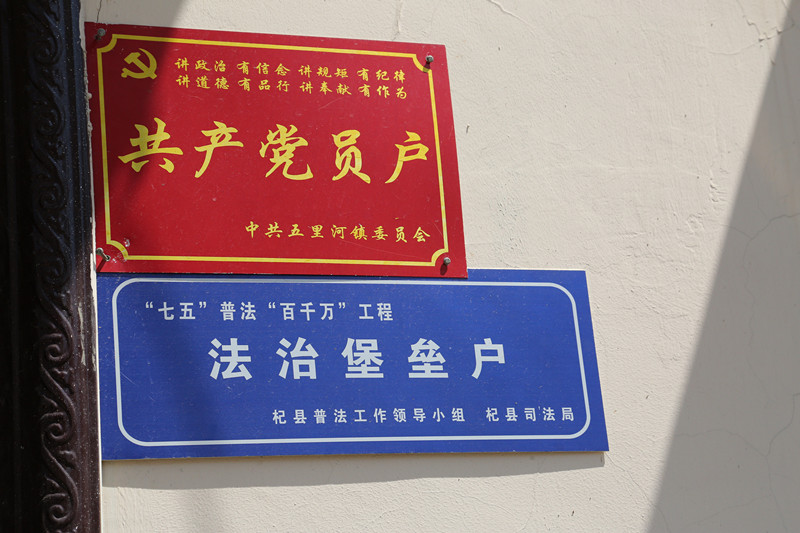 讲政治 有信念 讲规矩 有纪律
讲道德 有品行 讲奉献 有作为
共产党员户
中共五里河镇委员会
“七五”普法“百千万”工程
法治堡垒户
杞县普法工作领导小组 杞县司法局